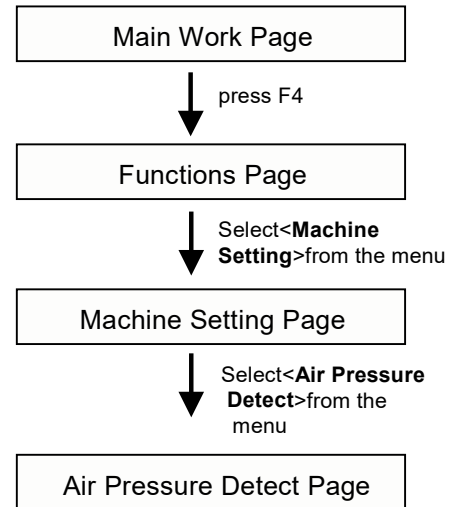 Main Work Page
press F4
Functions Page
Select<Machine
Setting>from the menu
Machine Setting Page
Select<Air Pressure
Detect>from the
menu
Air Pressure Detect Page